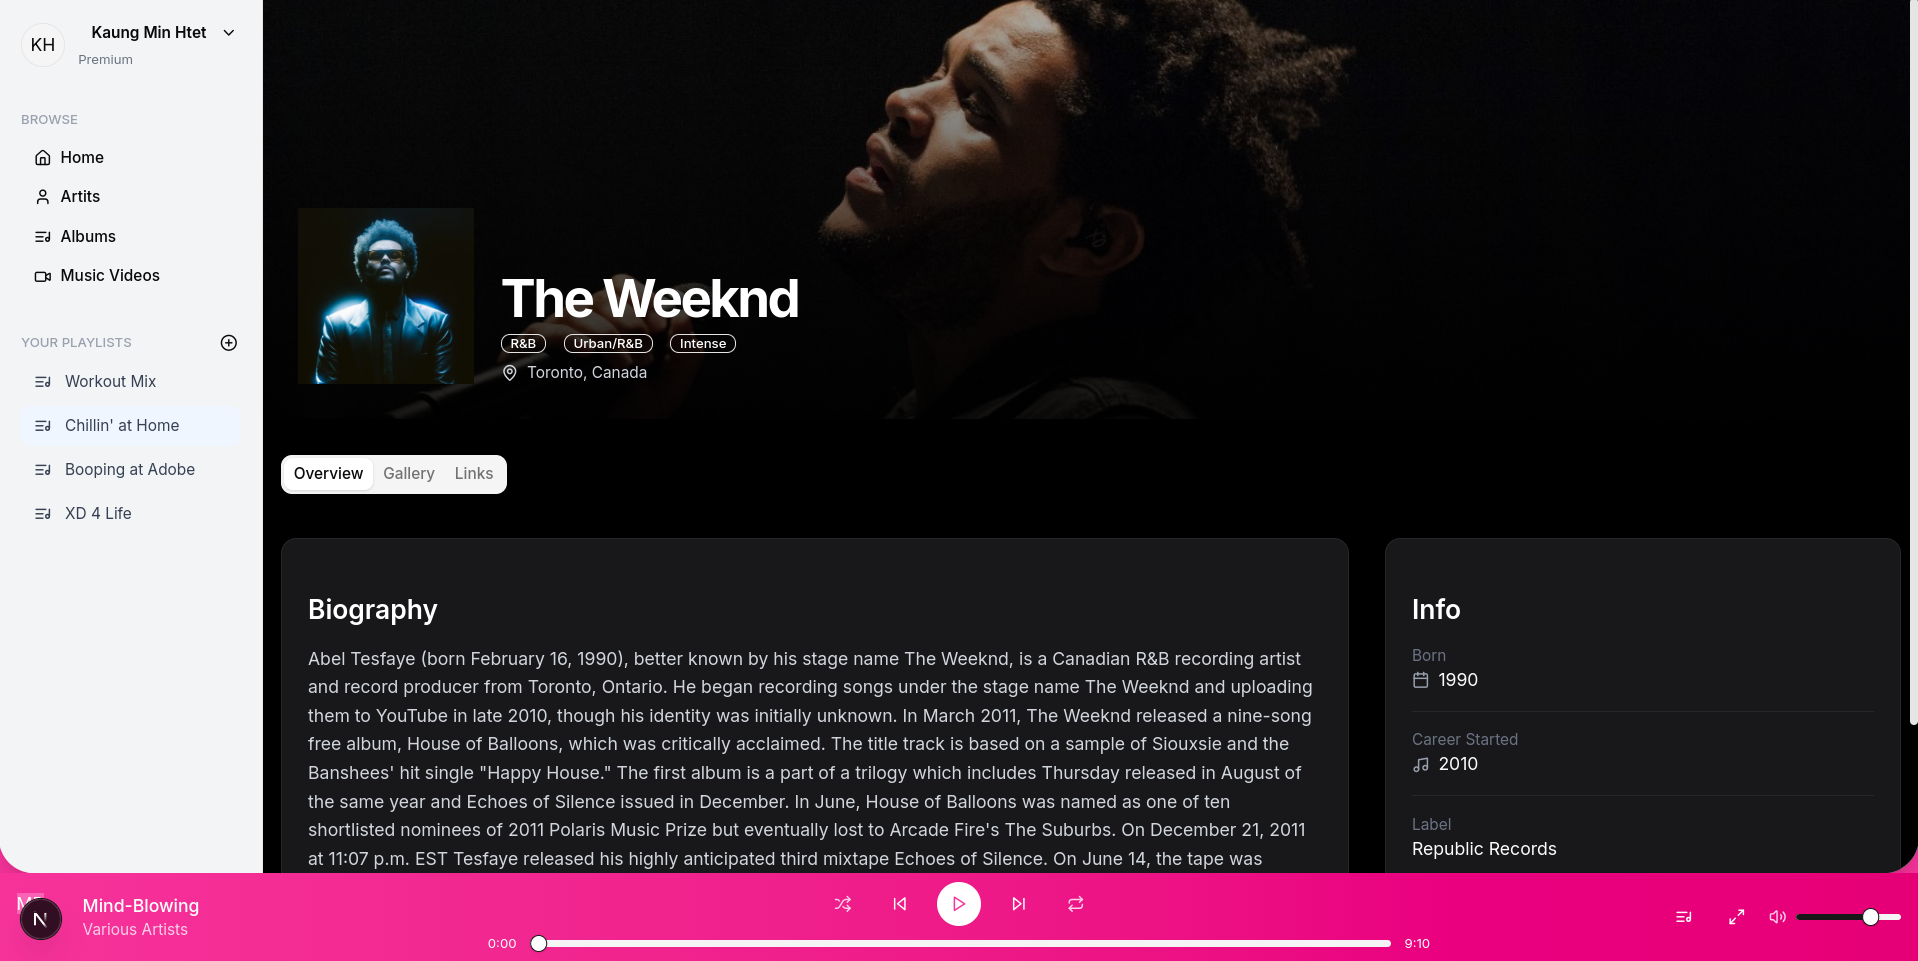 KH
Kaung Min Htet
Premium
BROWSE
Home
Artits
Albums
Music Videos
YOUR PLAYLISTS
Workout Mix
Chillin' at Home
Booping at Adobe
XD 4 Life
The Weeknd
R&B
Urban/R&B
Intense
Toronto, Canada
Overview
Gallery
Links
Biography
Abel Tesfaye (born February 16, 1990), better known by his stage name The Weeknd, is a Canadian R&B recording artist
and record producer from Toronto, Ontario. He began recording songs under the stage name The Weeknd and uploading
them to YouTube in late 2010, though his identity was initially unknown. In March 2011, The Weeknd released a nine-song
free album, House of Balloons, which was critically acclaimed. The title track is based on a sample of Siouxsie and the
Banshees' hit single "Happy House." The first album is a part of a trilogy which includes Thursday released in August of
the same year and Echoes of Silence issued in December. In June, House of Balloons was named as one of ten
shortlisted nominees of 2011 Polaris Music Prize but eventually lost to Arcade Fire's The Suburbs. On December 21, 2011
at 11:07 p.m. EST Tesfaye released his highly anticipated third mixtape Echoes of Silence. On June 14, the tape was
Info
Born
1990
Career Started
2010
Label
Republic Records
N
Mind-Blowing
Various Artists
0:00
9:10